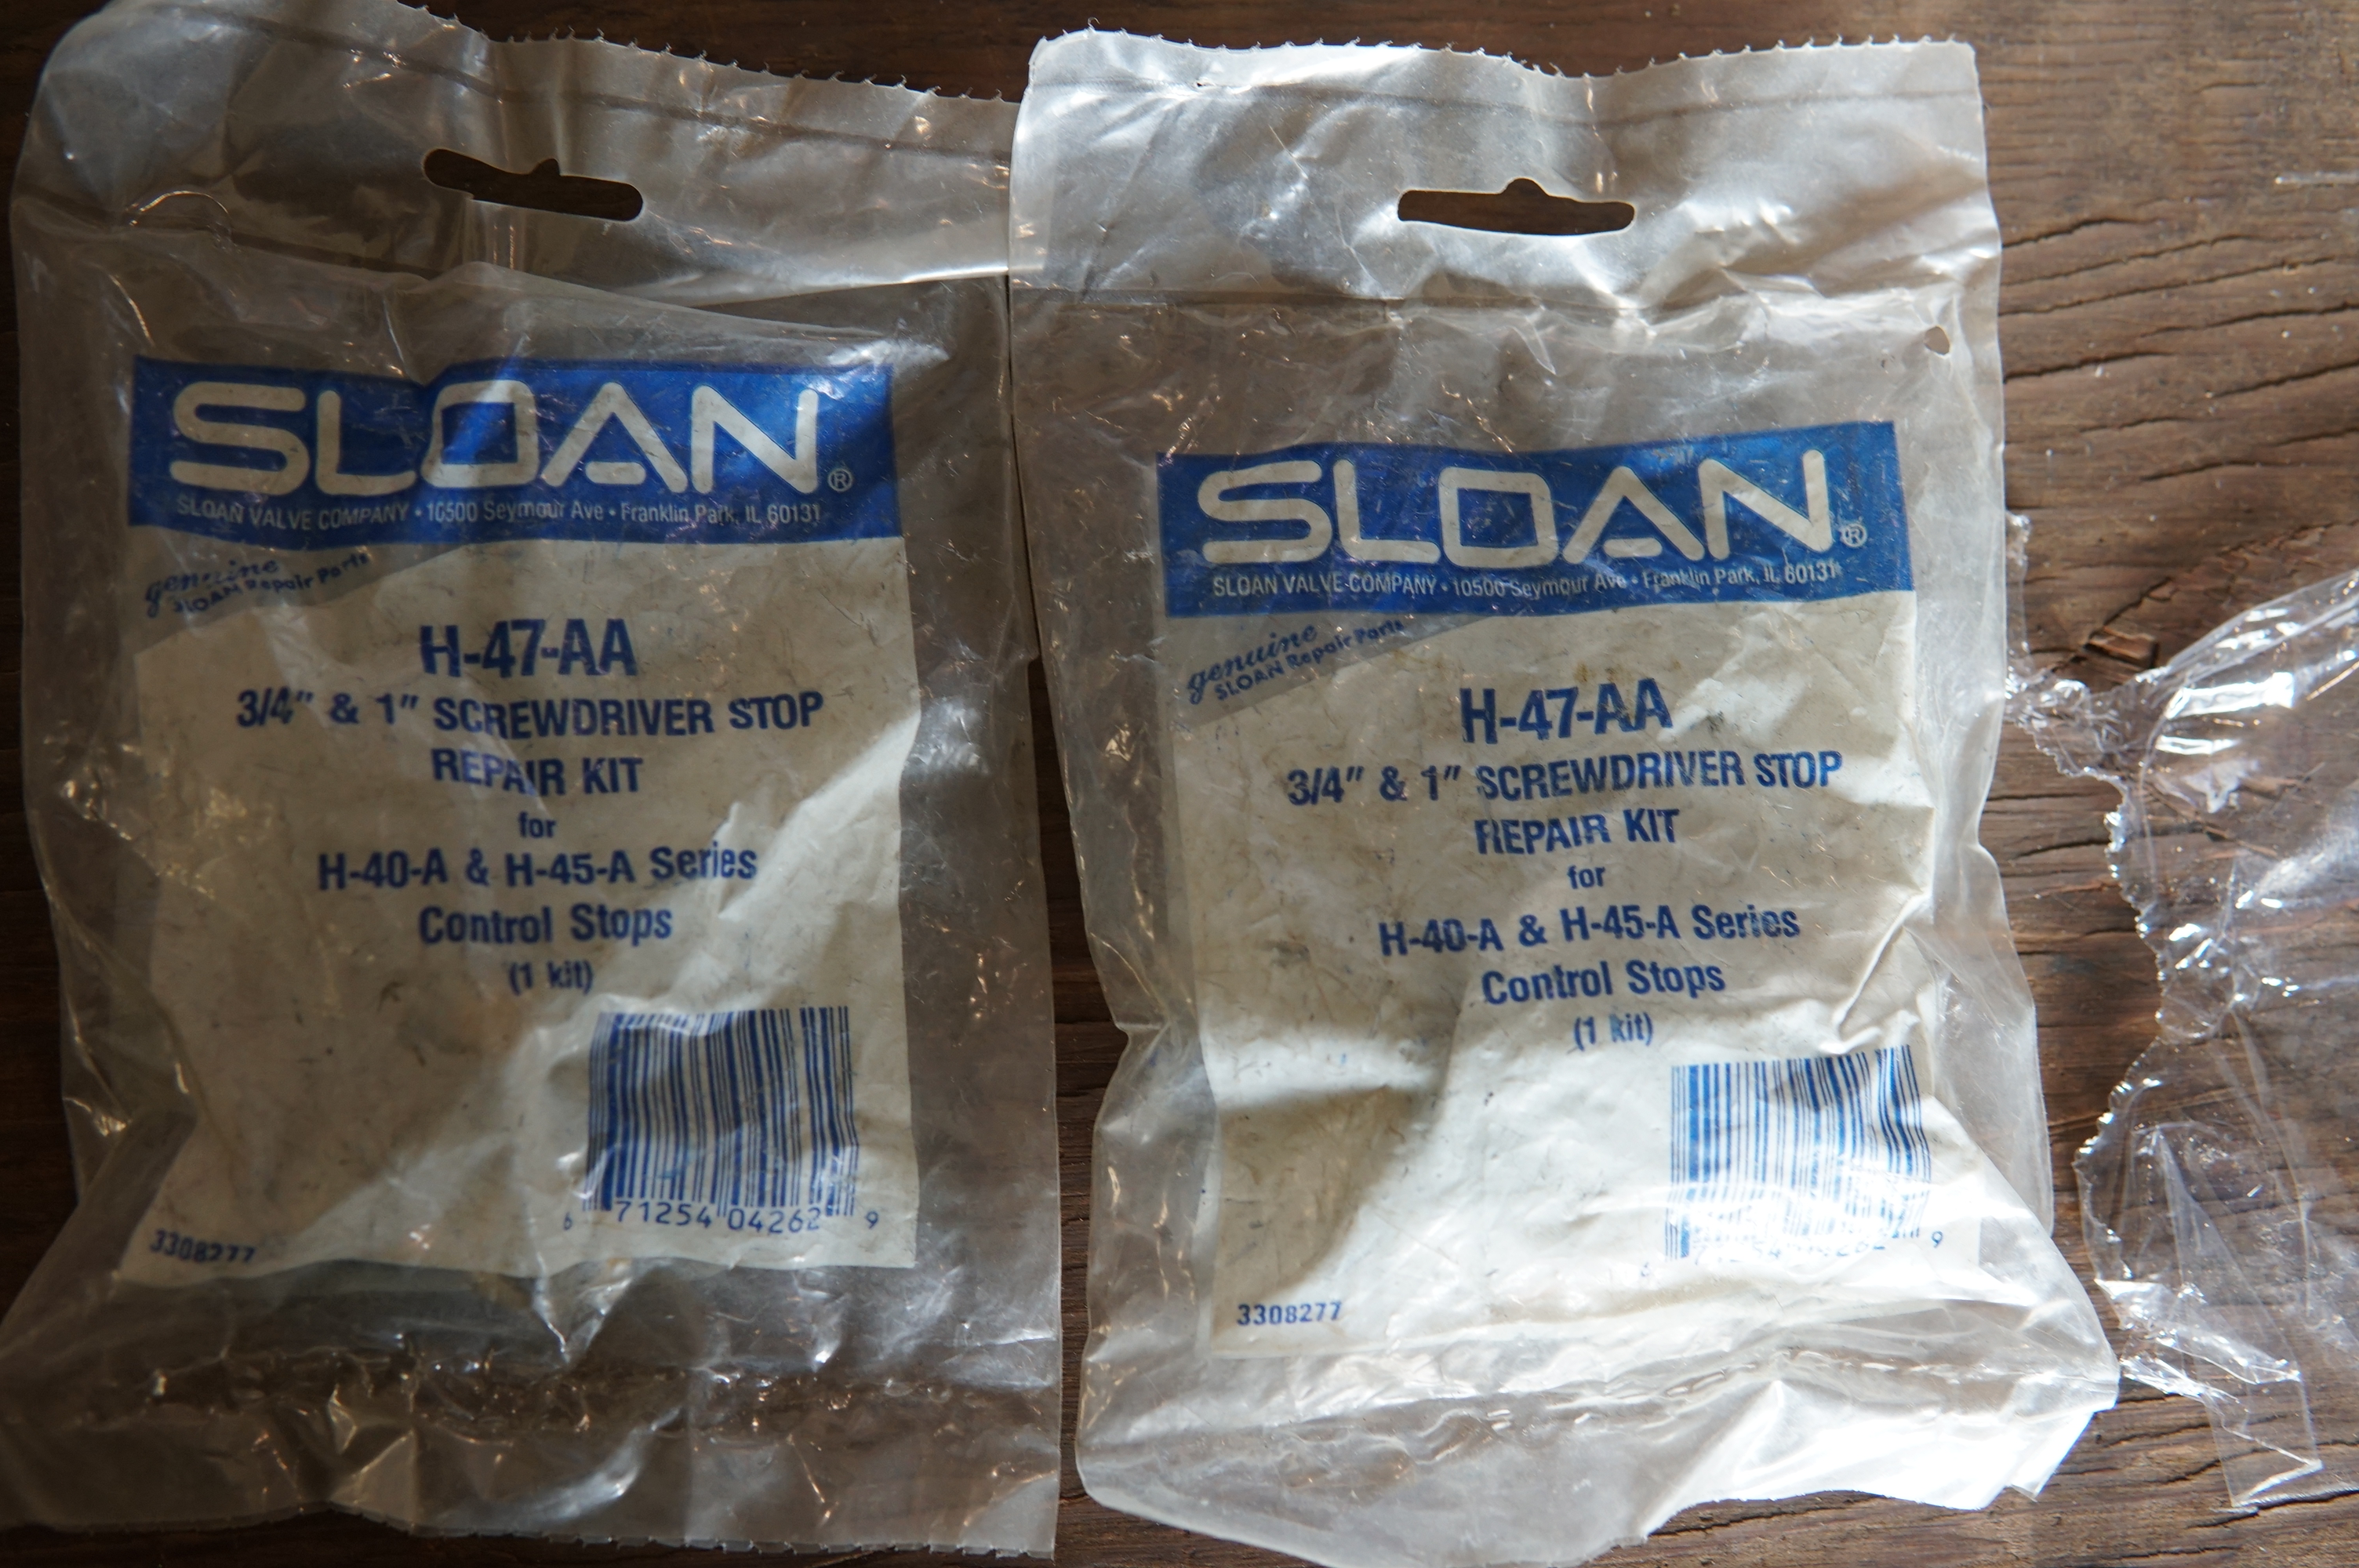 SLOAN®
SLOAN VALVE COMPANY • 10500 Seymour Ave • Franklin Park, IL 60131
genuine
SLOAN Repair Parts
H-47-AA
3/4" & 1" SCREWDRIVER STOP
REPAIR KIT
for
H-40-A & H-45-A Series
Control Stops
(1 kit)
6 71254 04262 9
3308277
SLOAN®
SLOAN VALVE COMPANY • 10500 Seymour Ave • Franklin Park, IL 60131
genuine
SLOAN Repair Parts
H-47-AA
3/4" & 1" SCREWDRIVER STOP
REPAIR KIT
for
H-40-A & H-45-A Series
Control Stops
(1 kit)
9
3308277